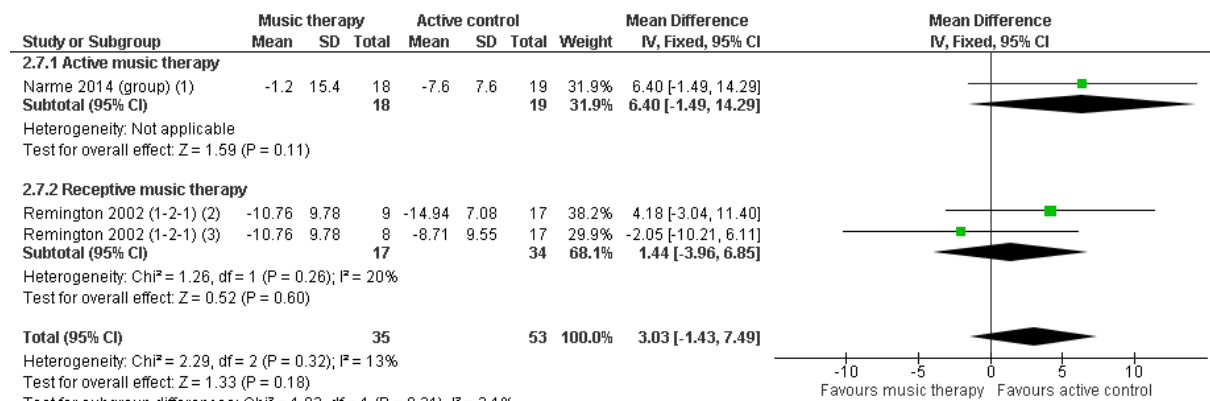 Music therapy Active control Mean Difference Mean Difference
Study or Subgroup Mean SD Total Mean SD Total Weight IV, Fixed, 95% CI IV, Fixed, 95% CI
2.7.1 Active music therapy
Narme 2014 (group) (1) -1.2 15.4 18 -7.6 7.6 19 31.9% 6.40 [-1.49, 14.29]
Subtotal (95% CI) 18 19 31.9% 6.40 [-1.49, 14.29]
Heterogeneity: Not applicable
Test for overall effect: Z = 1.59 (P = 0.11)
2.7.2 Receptive music therapy
Remington 2002 (1-2-1) (2) -10.76 9.78 9 -14.94 7.08 17 38.2% 4.18 [-3.04, 11.40]
Remington 2002 (1-2-1) (3) -10.76 9.78 8 -8.71 9.55 17 29.9% -2.05 [-10.21, 6.11]
Subtotal (95% CI) 17 34 68.1% 1.44 [-3.96, 6.85]
Heterogeneity: Chi² = 1.26, df = 1 (P = 0.26); I² = 20%
Test for overall effect: Z = 0.52 (P = 0.60)
Total (95% CI) 35 53 100.0% 3.03 [-1.43, 7.49]
Heterogeneity: Chi² = 2.29, df = 2 (P = 0.32); I² = 13%
Test for overall effect: Z = 1.33 (P = 0.18)
-10 -5 0 5 10
Favours music therapy Favours active control